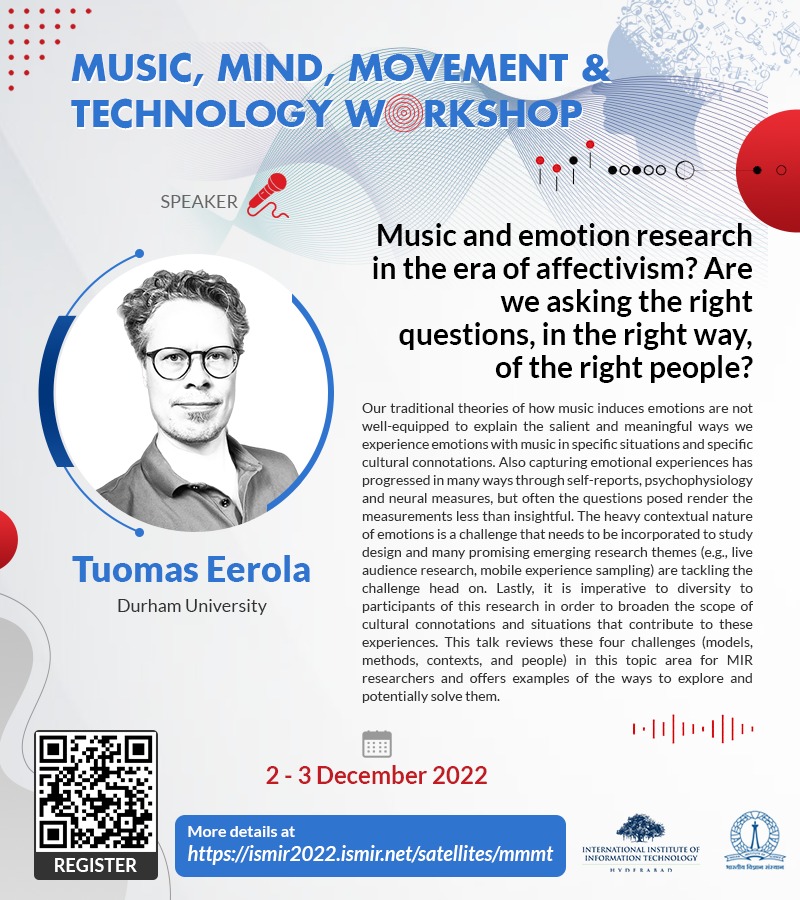 MUSIC, MIND, MOVEMENT &
TECHNOLOGY WORKSHOP
SPEAKER
Music and emotion research
in the era of affectivism? Are
we asking the right
questions, in the right way,
of the right people?
Our traditional theories of how music induces emotions are not
well-equipped to explain the salient and meaningful ways we
experience emotions with music in specific situations and specific
cultural connotations. Also capturing emotional experiences has
progressed in many ways through self-reports, psychophysiology
and neural measures, but often the questions posed render the
measurements less than insightful. The heavy contextual nature
of emotions is a challenge that needs to be incorporated to study
design and many promising emerging research themes (e.g., live
audience research, mobile experience sampling) are tackling the
challenge head on. Lastly, it is imperative to diversity to
participants of this research in order to broaden the scope of
cultural connotations and situations that contribute to these
experiences. This talk reviews these four challenges (models,
methods, contexts, and people) in this topic area for MIR
researchers and offers examples of the ways to explore and
potentially solve them.
Tuomas Eerola
Durham University
2 - 3 December 2022
REGISTER
More details at
https://ismir2022.ismir.net/satellites/mmmt
INTERNATIONAL INSTITUTE OF
INFORMATION TECHNOLOGY
HYDERABAD
भारतीय विज्ञान संस्थान